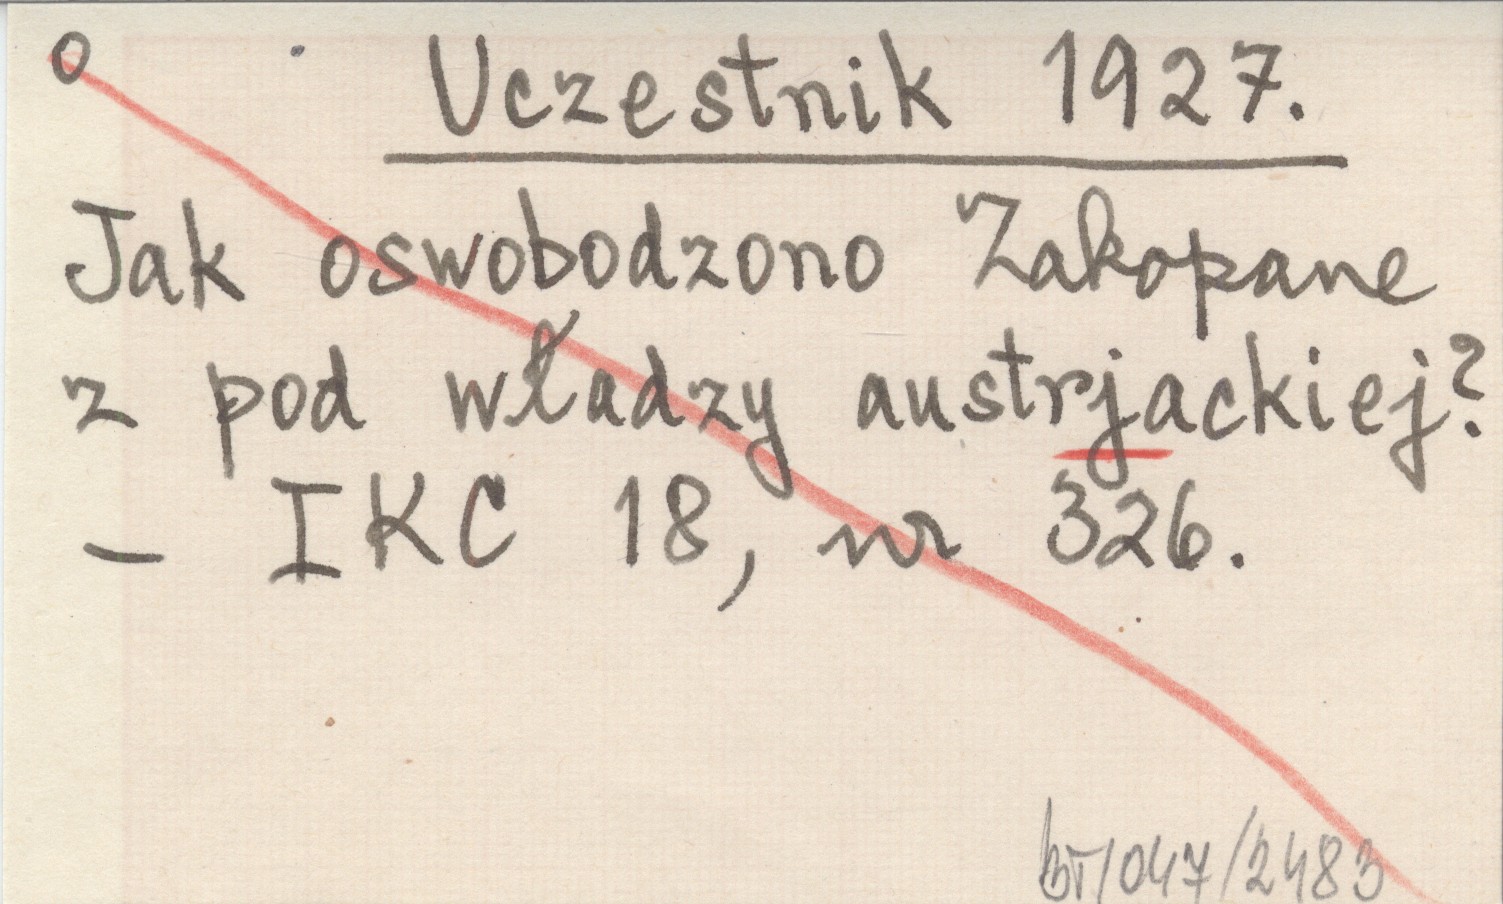 o Uczestnik 1927.
Jak oswobodzono Zakopane
z pod władzy austrjackiej?
— IKC 18, nr 326.
bT/047/2483